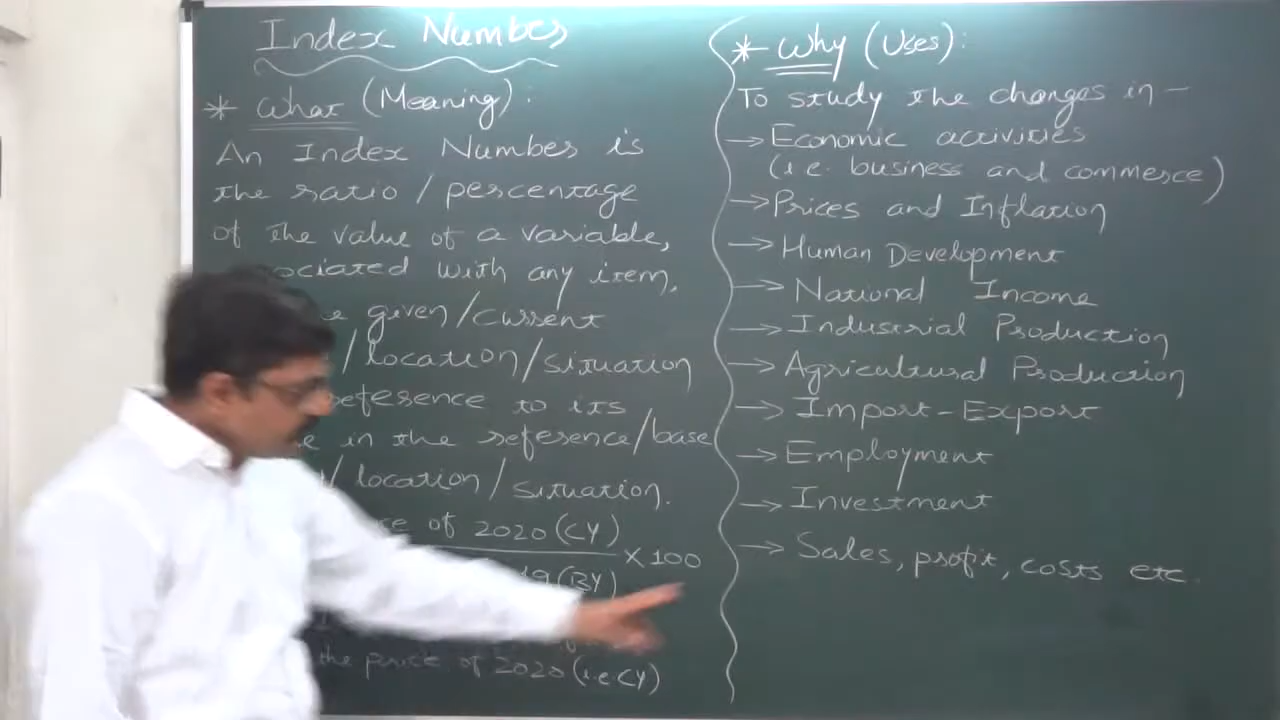 Index Number
* What (Meaning):
An Index Number is
the ratio / percentage
of the value of a variable,
with any item,
given/current
/location/situation
reference to its
in the reference/base
/ location/situation.
of 2020 (CY)
(BY)
X 100
the price of 2020 (i.e. CY)
* Why (Uses):
To study the changes in -
→ Economic activities
(i.e. business and commerce)
→ Prices and Inflation
→ Human Development
→ National Income
→ Industrial Production
→ Agricultural Production
→ Import-Export
→ Employment
→ Investment
→ Sales, profit, costs etc.